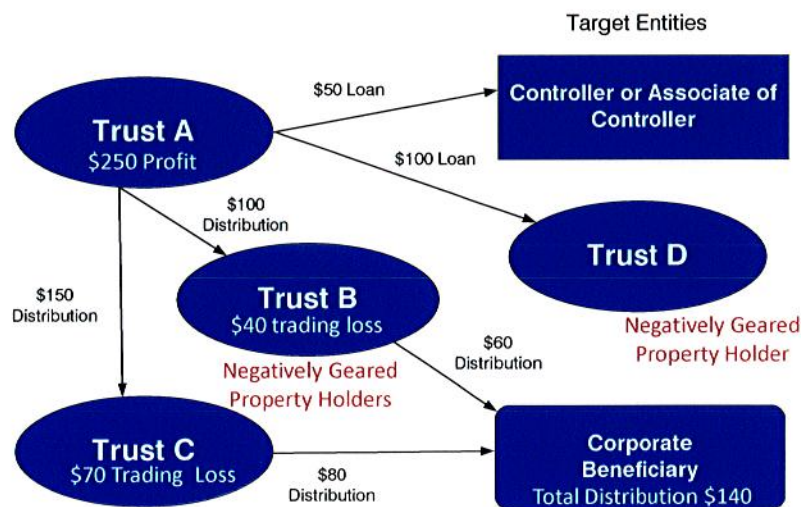 Target Entities
$50 Loan
Controller or Associate of
Controller
Trust A
$250 Profit
$100 Loan
$100
Distribution
Trust D
$150
Distribution
Trust B
$40 trading loss
Negatively Geared
Property Holder
$60
Distribution
Negatively Geared
Property Holders
Trust C
$70 Trading Loss
$80
Distribution
Corporate
Beneficiary
Total Distribution $140